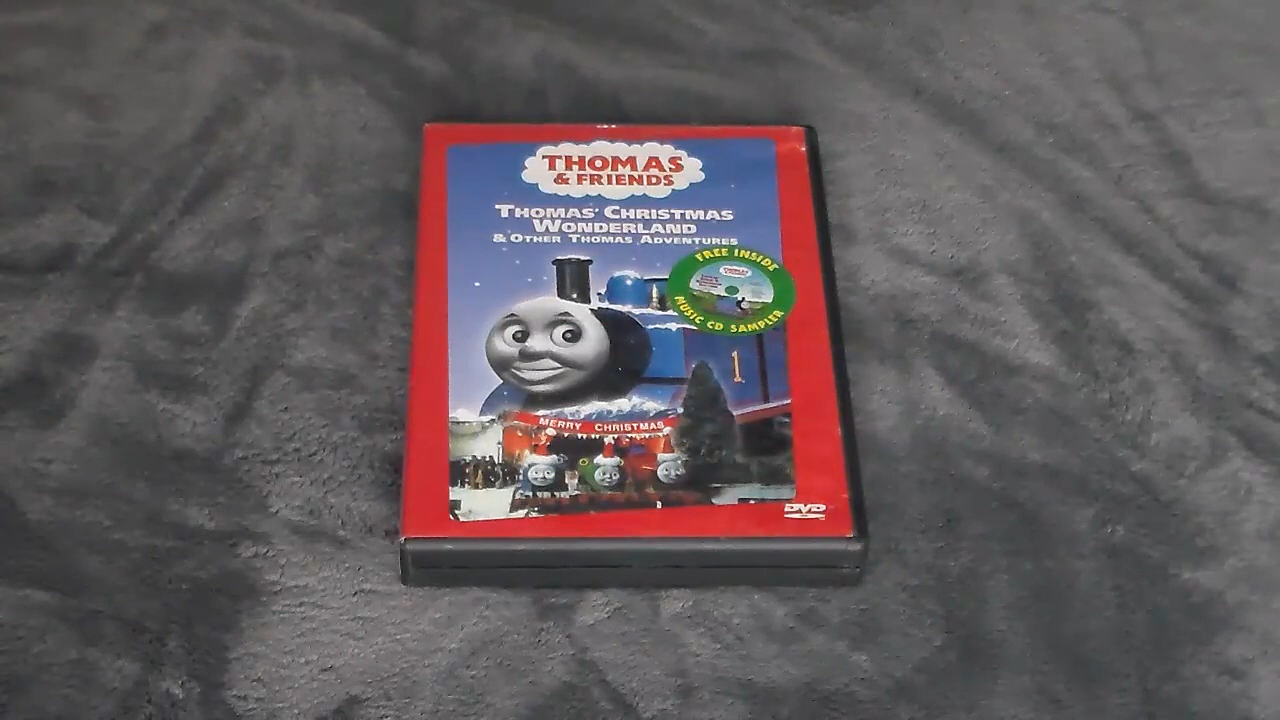 THOMAS
& FRIENDS
THOMAS' CHRISTMAS
WONDERLAND
& OTHER THOMAS ADVENTURES
FREE INSIDE
MUSIC CD SAMPLER
1
MERRY CHRISTMAS
DVD